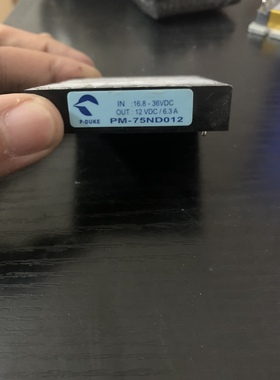 P-DUKE
IN :16.8-36VDC
OUT :12 VDC / 6.3 A
PM-75ND012